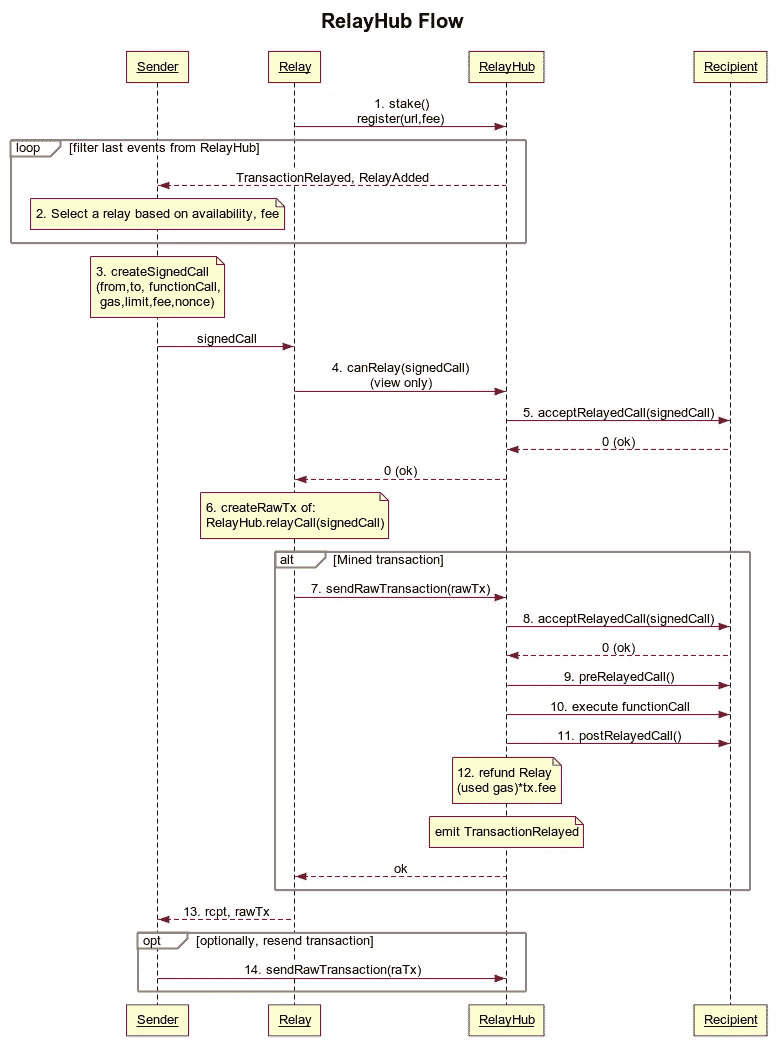 RelayHub Flow
Sender
Relay
RelayHub
Recipient
1. stake()
register(url,fee)
loop
[filter last events from RelayHub]
TransactionRelayed, RelayAdded
2. Select a relay based on availability, fee
3. createSignedCall
(from,to, functionCall,
gas,limit,fee,nonce)
signedCall
4. canRelay(signedCall)
(view only)
5. acceptRelayedCall(signedCall)
0 (ok)
0 (ok)
6. createRawTx of:
RelayHub.relayCall(signedCall)
alt
[Mined transaction]
7. sendRawTransaction(rawTx)
8. acceptRelayedCall(signedCall)
0 (ok)
9. preRelayedCall()
10. execute functionCall
11. postRelayedCall()
12. refund Relay
(used gas)*tx.fee
emit TransactionRelayed
ok
13. rcpt, rawTx
opt
[optionally, resend transaction]
14. sendRawTransaction(raTx)
Sender
Relay
RelayHub
Recipient